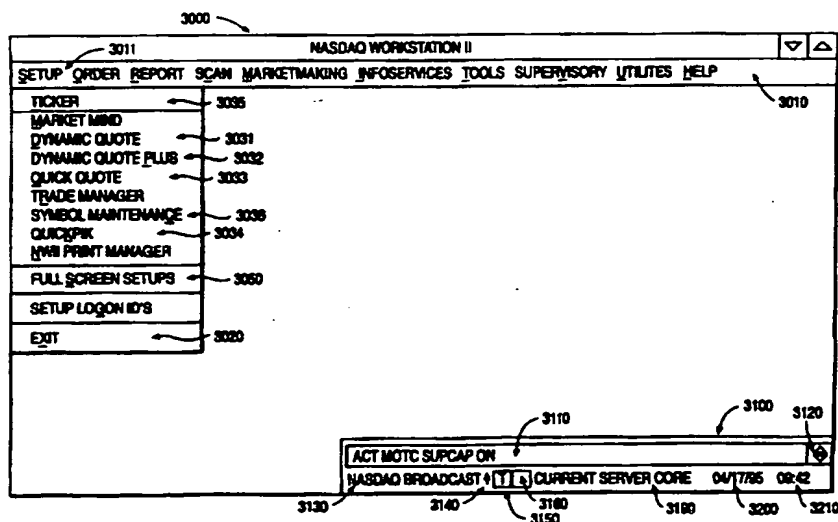 3000
3011
NASDAQ WORKSTATION II
SETUP ORDER REPORT SCAN MARKETMAKING INFOSERVICES TOOLS SUPERVISORY UTILITES HELP
3010
TICKER 3035
MARKET MIND
DYNAMIC QUOTE 3031
DYNAMIC QUOTE PLUS 3032
QUICK QUOTE 3033
TRADE MANAGER
SYMBOL MAINTENANCE 3036
QUICKPIK 3034
NWII PRINT MANAGER
FULL SCREEN SETUPS 3050
SETUP LOGON ID'S
EXIT 3020
3110 3100 3120
ACT MOTC SUPCAP ON
NASDAQ BROADCAST T CURRENT SERVER CORE 04/17/95 09:42
3130 3140 3150 3160 3190 3200 3210